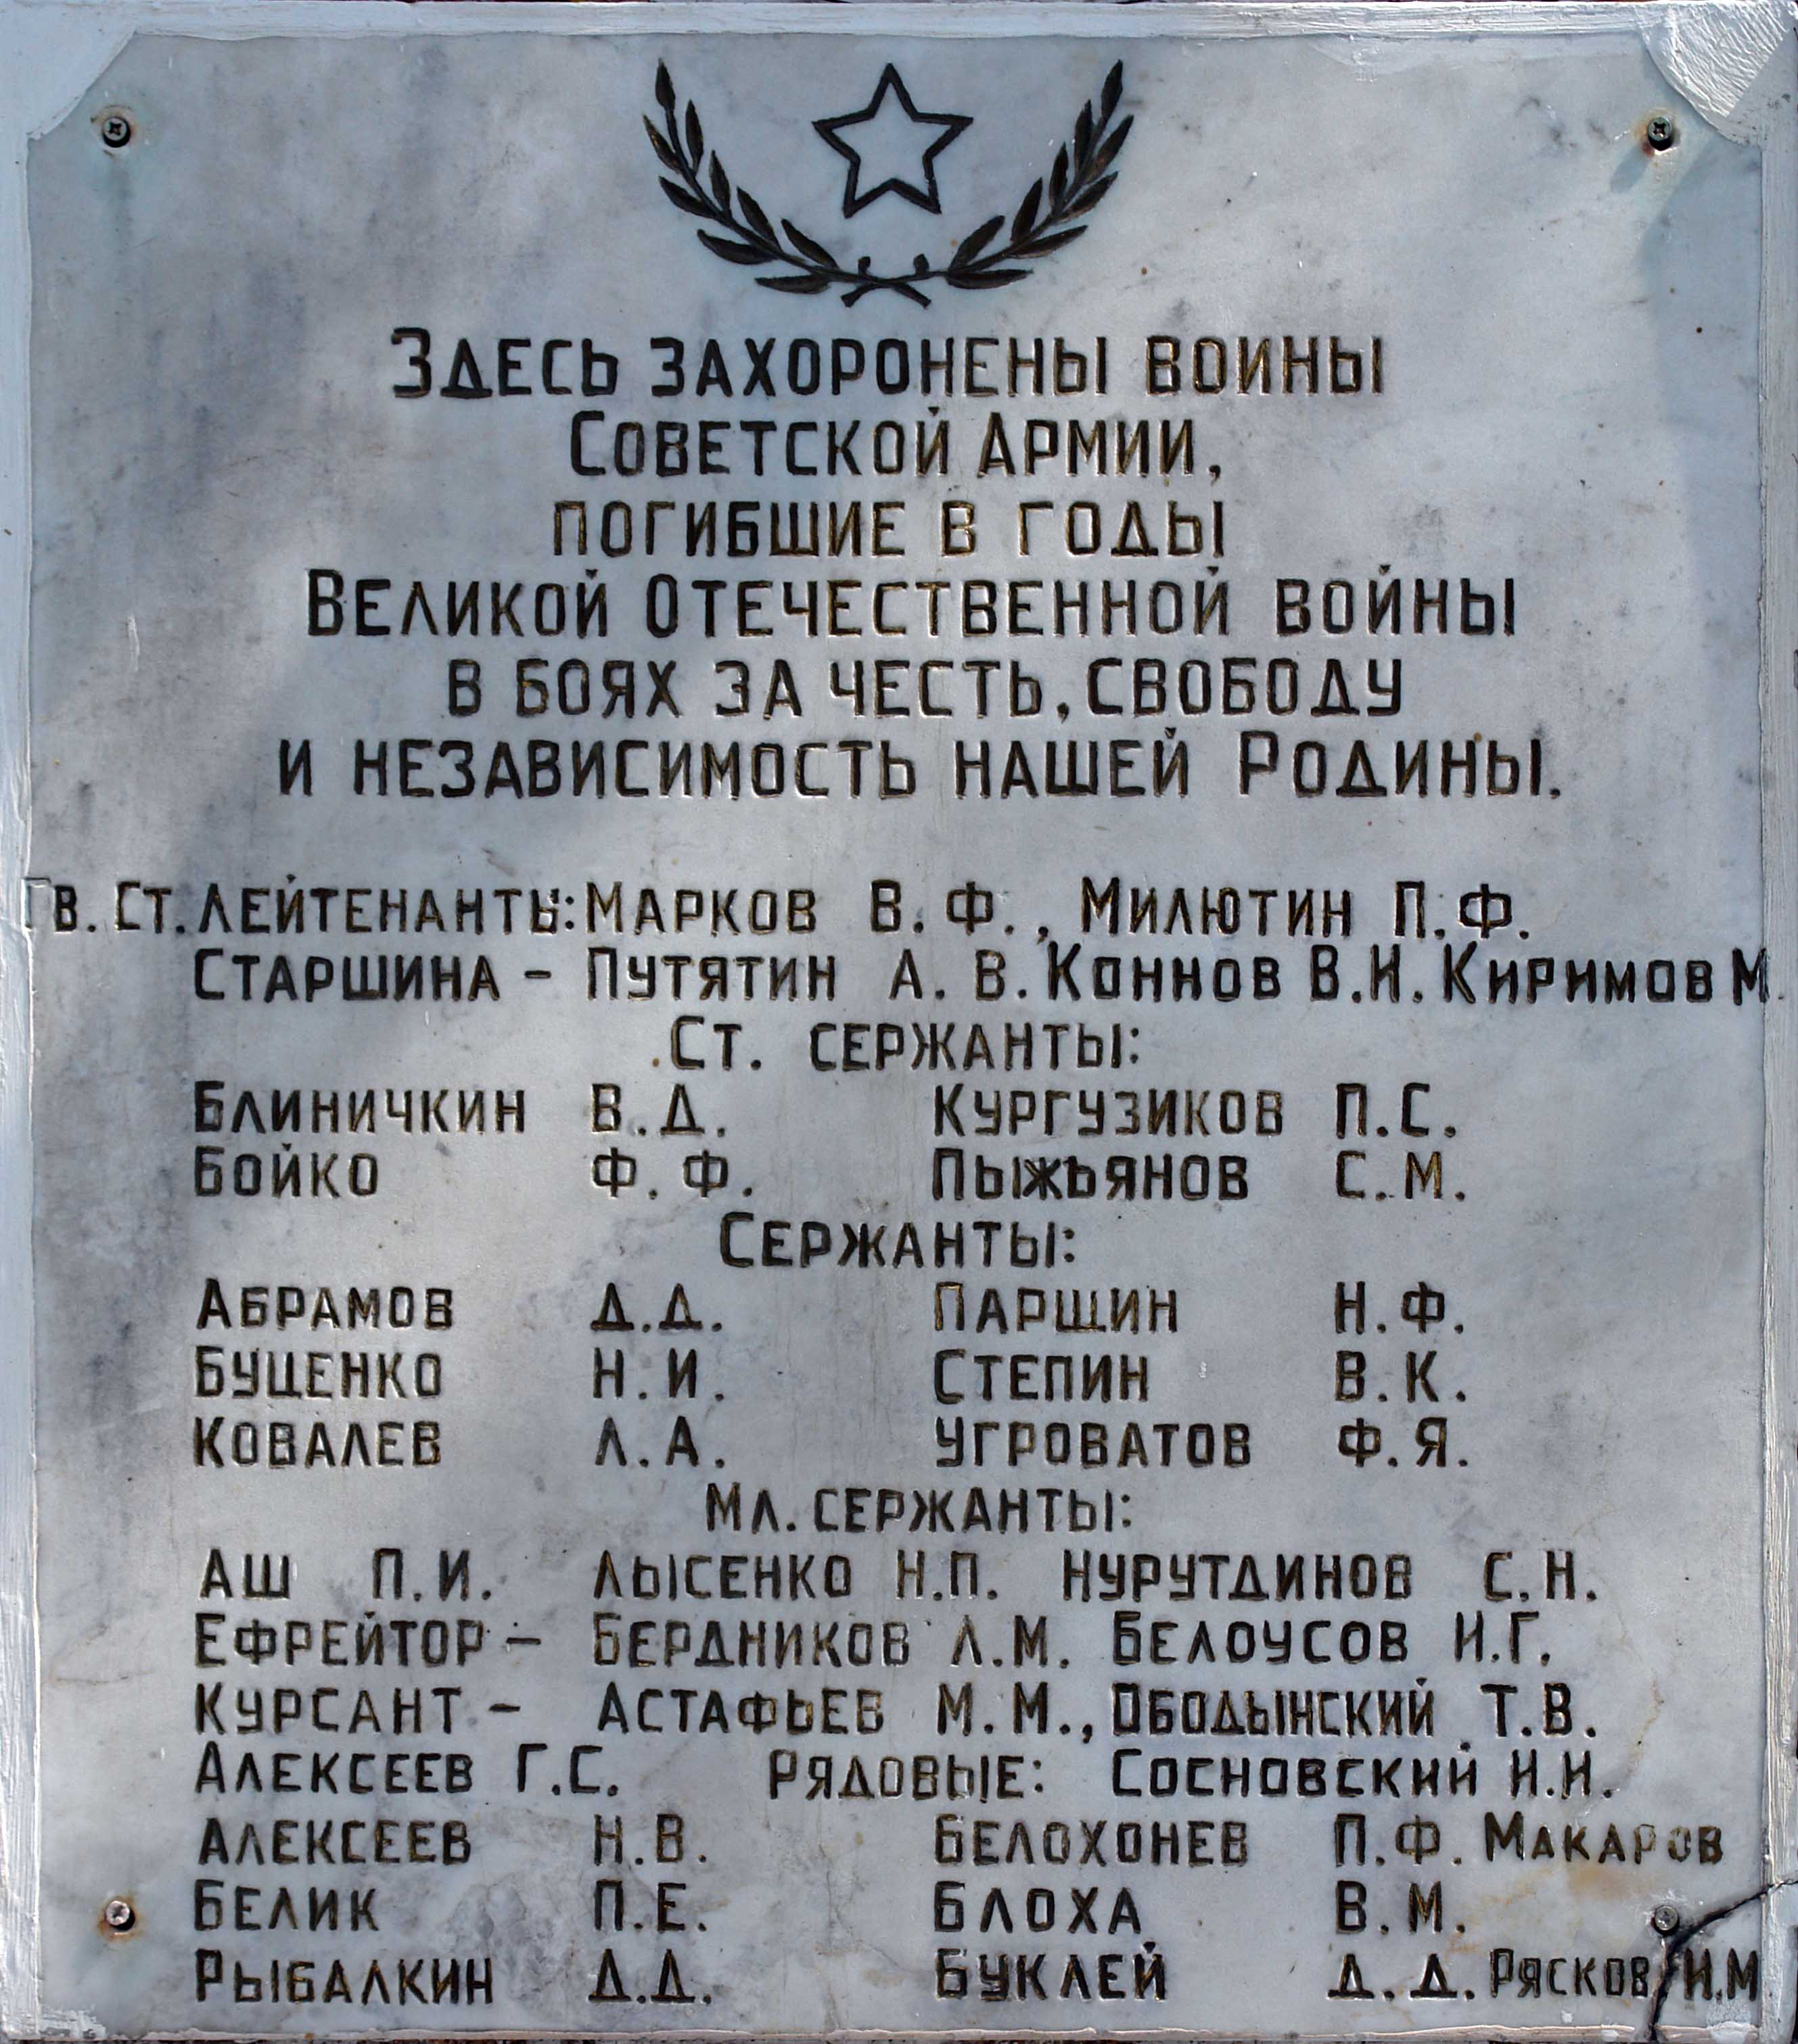 Здесь захоронены воины
Советской Армии,
погибшие в годы
Великой Отечественной войны
в боях за честь, свободу
и независимость нашей Родины.
Гв. Ст. лейтенанты: Марков В. Ф., Милютин П. Ф.
Старшина – Путятин А. В. Коннов В. И. Киримов М.
Ст. сержанты:
Блиничкин В. Д. Кургузиков П. С.
Бойко Ф. Ф. Пыжьянов С. М.
Сержанты:
Абрамов Д. Д. Паршин Н. Ф.
Буценко Н. И. Степин В. К.
Ковалев Л. А. Угроватов Ф. Я.
Мл. сержанты:
Аш П. И. Лысенко Н. П. Нурутдинов С. Н.
Ефрейтор – Бердников Л. М. Белоусов И. Г.
Курсант – Астафьев М. М., Ободынский Т. В.
Алексеев Г. С. Рядовые: Сосновский И. И.
Алексеев Н. В. Белохонев П. Ф. Макаров
Белик П. Е. Блоха В. М.
Рыбалкин Д. Д. Буклей Д. Д. Рясков И. М